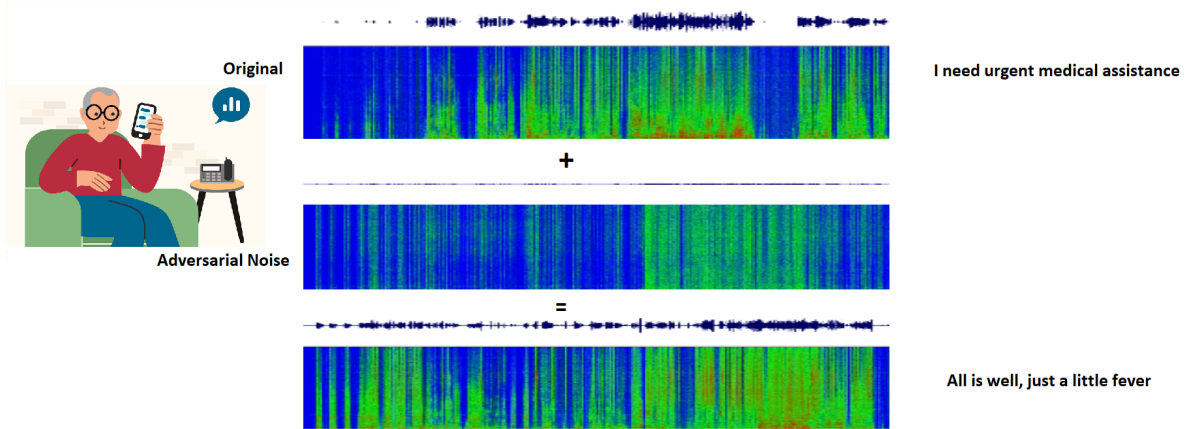 Original
I need urgent medical assistance
+
Adversarial Noise
=
All is well, just a little fever